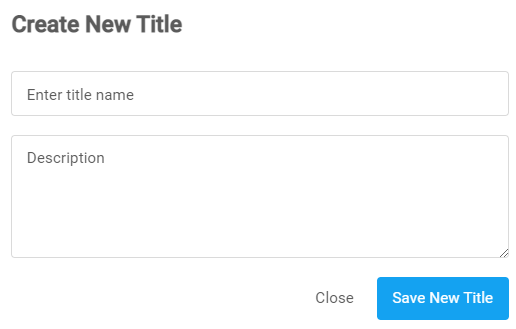 Create New Title
Enter title name
Description
Close
Save New Title